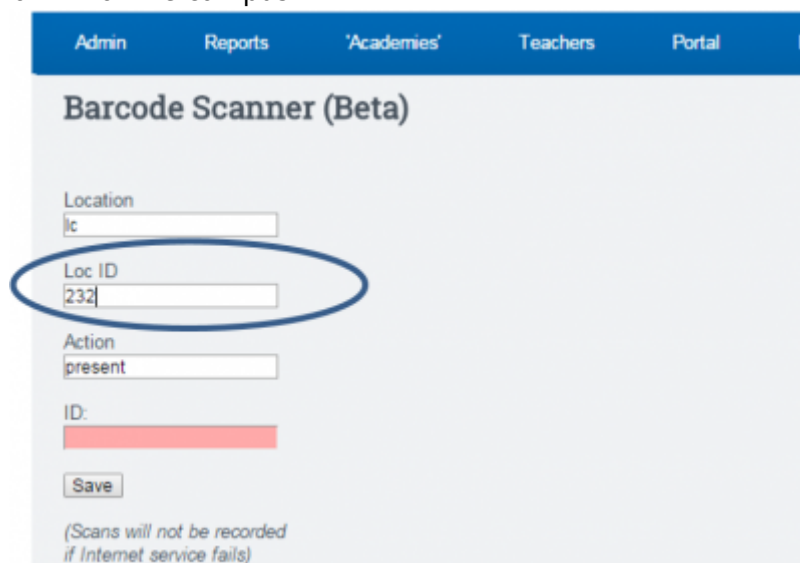 Admin Reports 'Academies' Teachers Portal
Barcode Scanner (Beta)
Location
lc
Loc ID
232
Action
present
ID:
Save
(Scans will not be recorded
if Internet service fails)